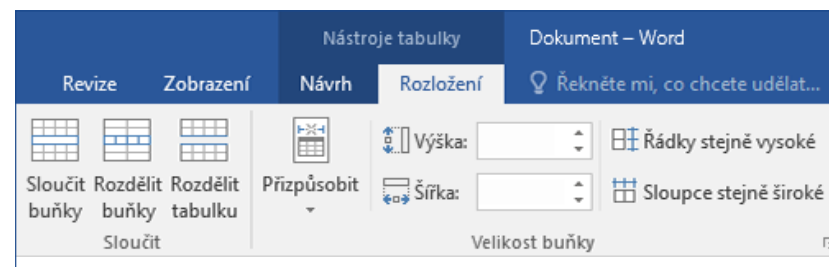 Nástroje tabulky Dokument – Word
Revize Zobrazení Návrh Rozložení Řekněte mi, co chcete udělat...
Sloučit buňky
Rozdělit buňky
Rozdělit tabulku
Sloučit
Přizpůsobit
Výška:
Šířka:
Řádky stejně vysoké
Sloupce stejně široké
Velikost buňky